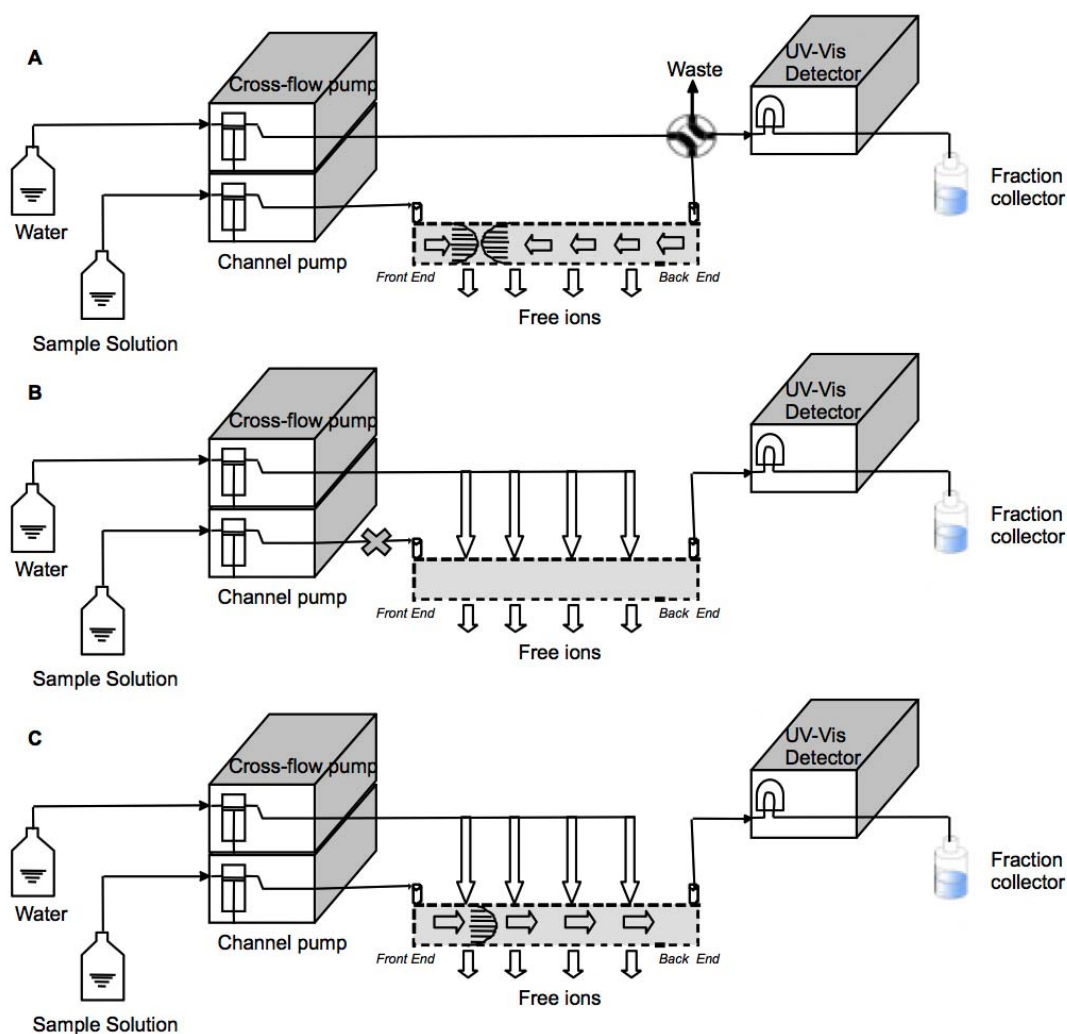 A
Cross-flow pump
Waste
UV-Vis
Detector
Water
Fraction
collector
Channel pump
Front End
Back End
Free ions
Sample Solution
B
Cross-flow pump
UV-Vis
Detector
Water
Fraction
collector
Channel pump
Front End
Back End
Free ions
Sample Solution
C
Cross-flow pump
UV-Vis
Detector
Water
Fraction
collector
Channel pump
Front End
Back End
Free ions
Sample Solution